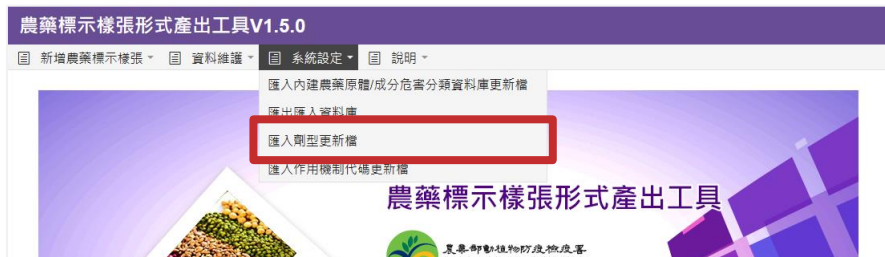 農藥標示樣張形式產出工具V1.5.0
新增農藥標示樣張 資料維護 系統設定 說明
匯入內建農藥原體/成分危害分類資料庫更新檔
匯出匯入資料庫
匯入劑型更新檔
匯入作用機制代碼更新檔
農藥標示樣張形式產出工具
農業部動植物防疫檢疫署